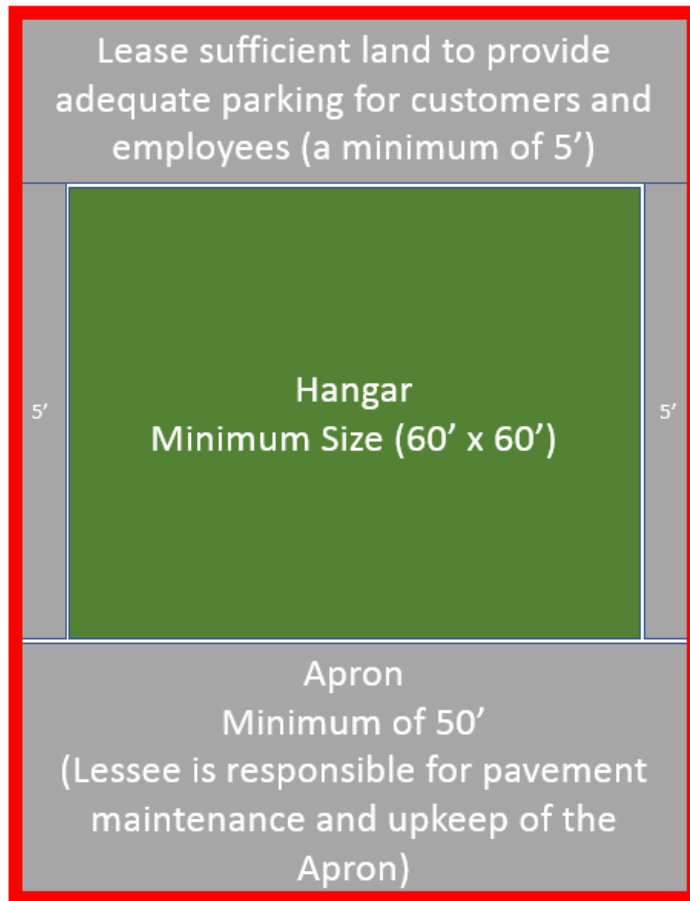 Lease sufficient land to provide
adequate parking for customers and
employees (a minimum of 5’)
5’
Hangar
Minimum Size (60’ x 60’)
5’
Apron
Minimum of 50’
(Lessee is responsible for pavement
maintenance and upkeep of the
Apron)